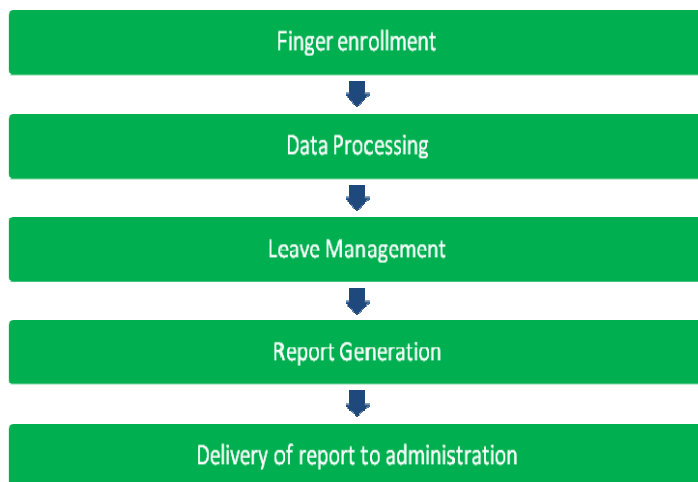 Finger enrollment
Data Processing
Leave Management
Report Generation
Delivery of report to administration